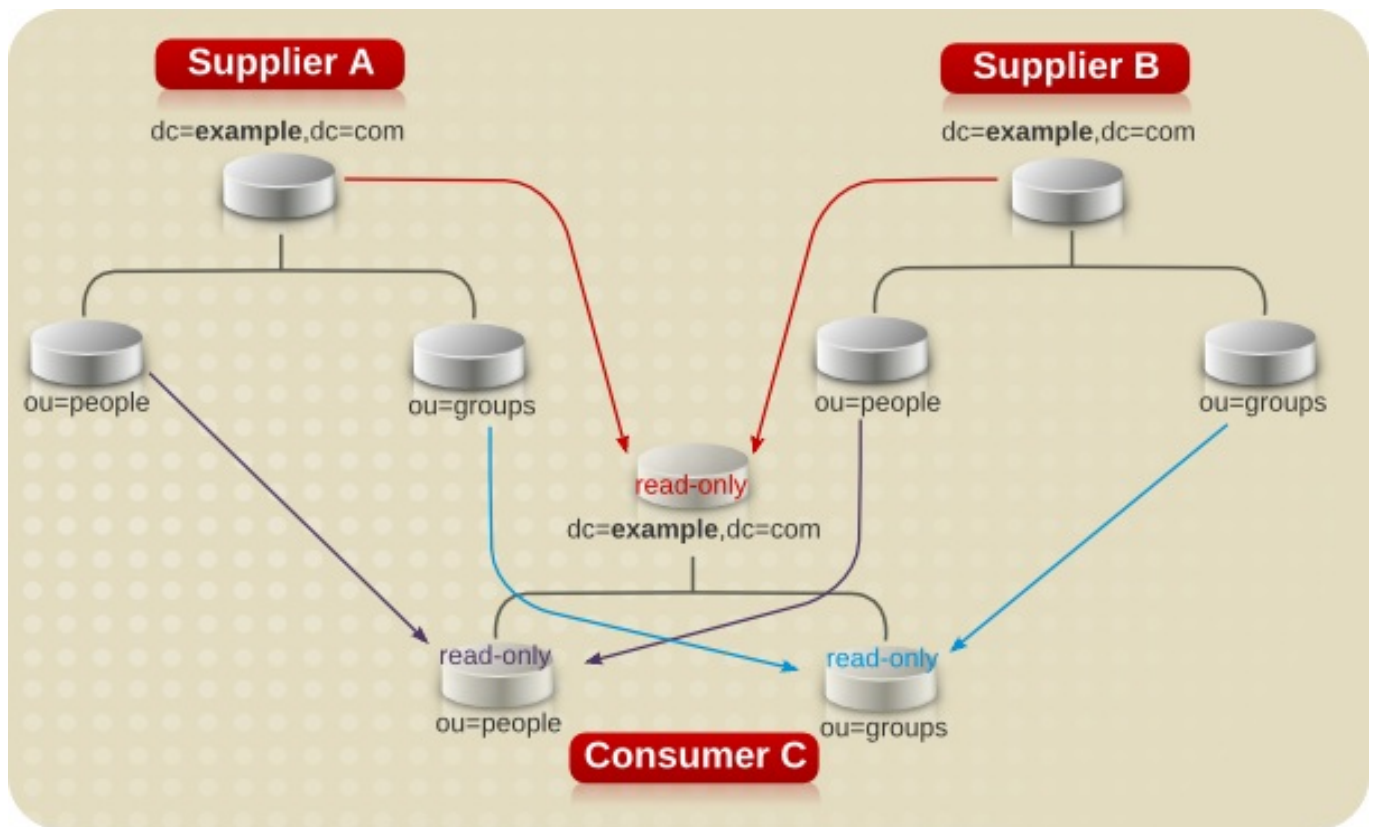 Supplier A
Supplier B
dc=example,dc=com
dc=example,dc=com
ou=people
ou=groups
ou=people
ou=groups
read-only
dc=example,dc=com
read-only
read-only
ou=people
ou=groups
Consumer C